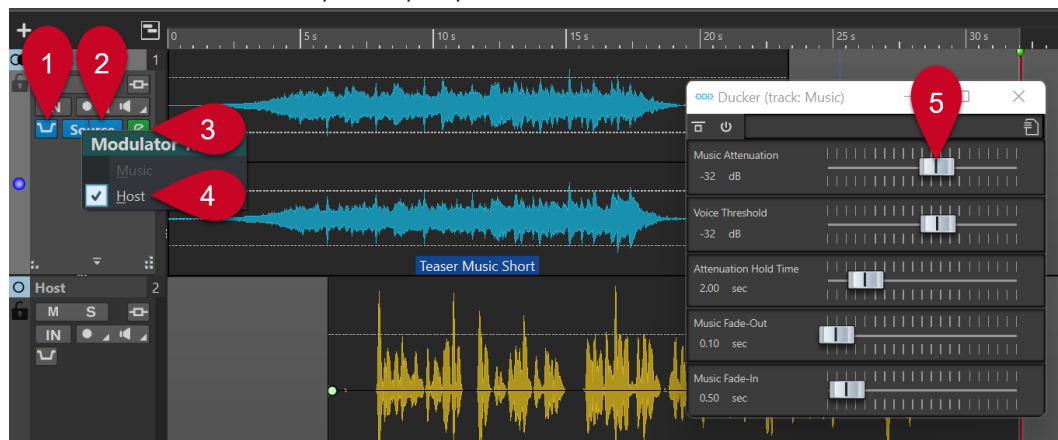 0 5 s 10 s 15 s 20 s 25 s 30 s
1 2 3 4 5
1
IN
Source e
Modulator
Music
Host
Teaser Music Short
Host 2
M S
IN
Ducker (track: Music)
Music Attenuation
-32 dB
Voice Threshold
-32 dB
Attenuation Hold Time
2.00 sec
Music Fade-Out
0.10 sec
Music Fade-In
0.50 sec